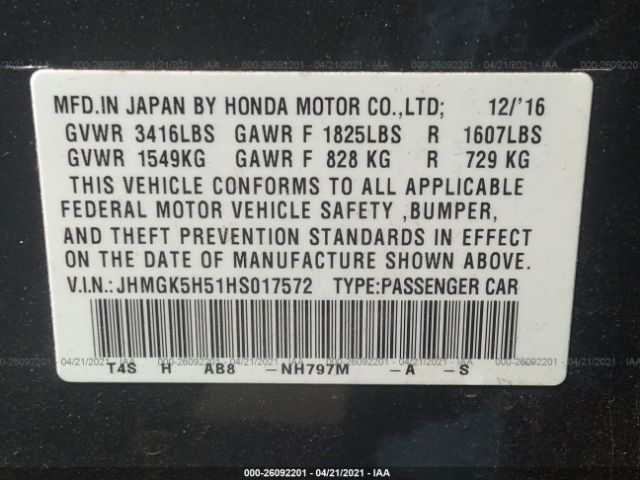 MFD.IN JAPAN BY HONDA MOTOR CO.,LTD; 12/'16
GVWR 3416LBS GAWR F 1825LBS R 1607LBS
GVWR 1549KG GAWR F 828 KG R 729 KG
THIS VEHICLE CONFORMS TO ALL APPLICABLE
FEDERAL MOTOR VEHICLE SAFETY ,BUMPER,
AND THEFT PREVENTION STANDARDS IN EFFECT
ON THE DATE OF MANUFACTURE SHOWN ABOVE.
V.I.N.:JHMGK5H51HS017572 TYPE:PASSENGER CAR
T4S H AB8 -NH797M -A -S
000-26092201 - 04/21/2021 - IAA